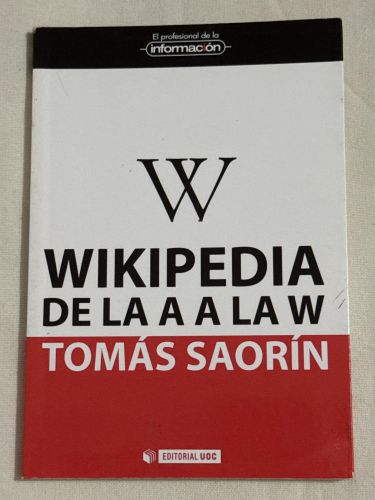 El profesional de la
información
W
WIKIPEDIA
DE LA A A LA W
TOMÁS SAORÍN
EDITORIAL UOC